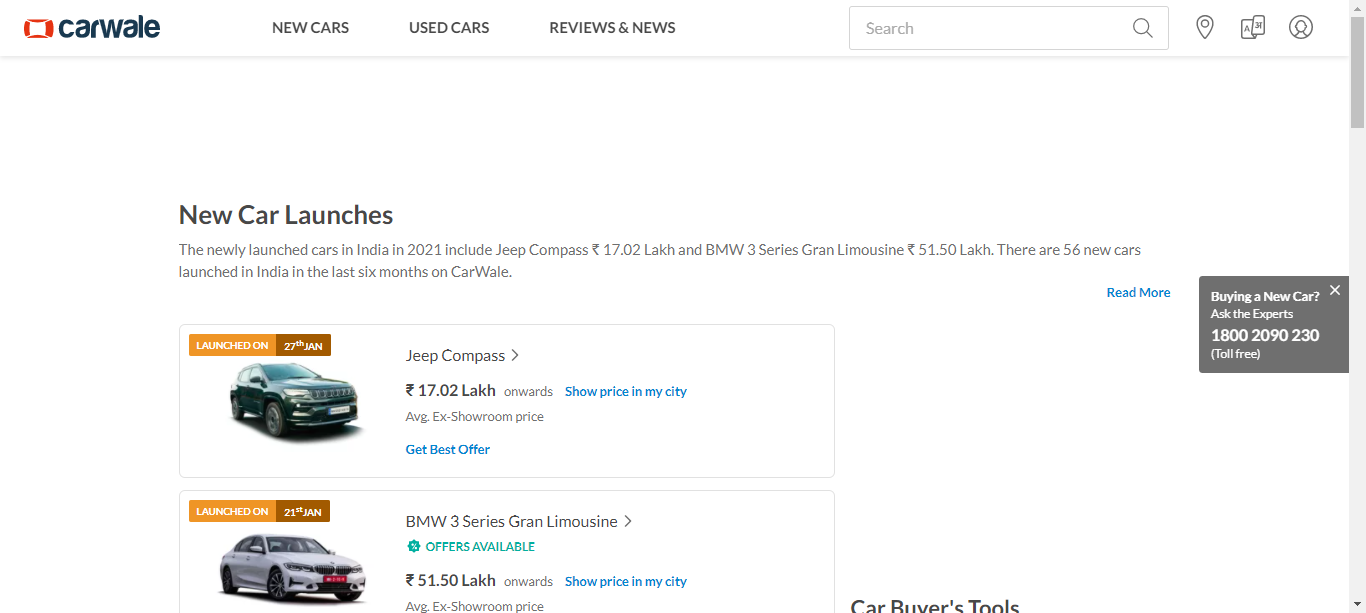 carwale
NEW CARS
USED CARS
REVIEWS & NEWS
Search
A अ
New Car Launches
The newly launched cars in India in 2021 include Jeep Compass ₹ 17.02 Lakh and BMW 3 Series Gran Limousine ₹ 51.50 Lakh. There are 56 new cars
launched in India in the last six months on CarWale.
Read More
Buying a New Car?
Ask the Experts
1800 2090 230
(Toll free)
LAUNCHED ON 27th JAN
Jeep Compass
₹ 17.02 Lakh onwards Show price in my city
Avg. Ex-Showroom price
Get Best Offer
LAUNCHED ON 21st JAN
BMW 3 Series Gran Limousine
OFFERS AVAILABLE
₹ 51.50 Lakh onwards Show price in my city
Avg. Ex-Showroom price
Car Buyer's Tools